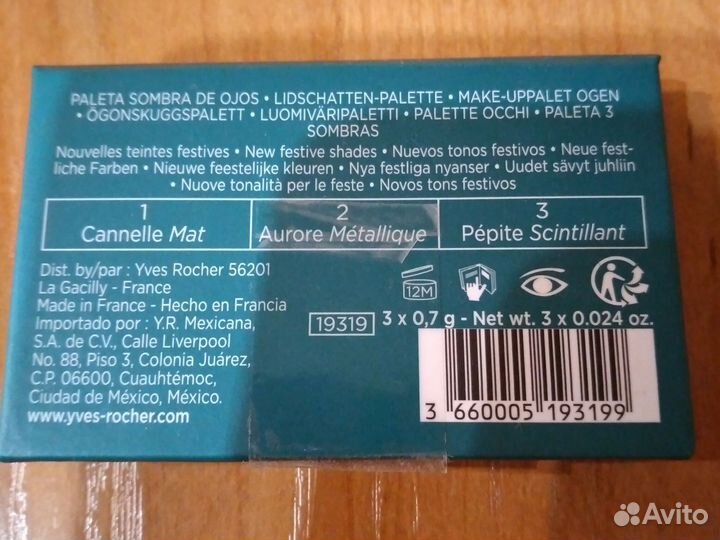 PALETA SOMBRA DE OJOS • LIDSCHATTEN-PALETTE • MAKE-UPPALET OGEN
• ÖGONSKUGGSPALETT • LUOMIVÄRIPALETTI • PALETTE OCCHI • PALETA 3
SOMBRAS
Nouvelles teintes festives • New festive shades • Nuevos tonos festivos • Neue fest-
liche Farben • Nieuwe feestelijke kleuren • Nya festliga nyanser • Uudet sävyt juhliin
• Nuove tonalità per le feste • Novos tons festivos
1
Cannelle Mat
2
Aurore Métallique
3
Pépite Scintillant
Dist. by/par : Yves Rocher 56201
La Gacilly - France
Made in France - Hecho en Francia
Importado por : Y.R. Mexicana,
S.A. de C.V., Calle Liverpool
No. 88, Piso 3, Colonia Juárez,
C.P. 06600, Cuauhtémoc,
Ciudad de México, México.
www.yves-rocher.com
12M
19319 3 x 0,7 g - Net wt. 3 x 0.024 oz.
3 660005 193199
Avito